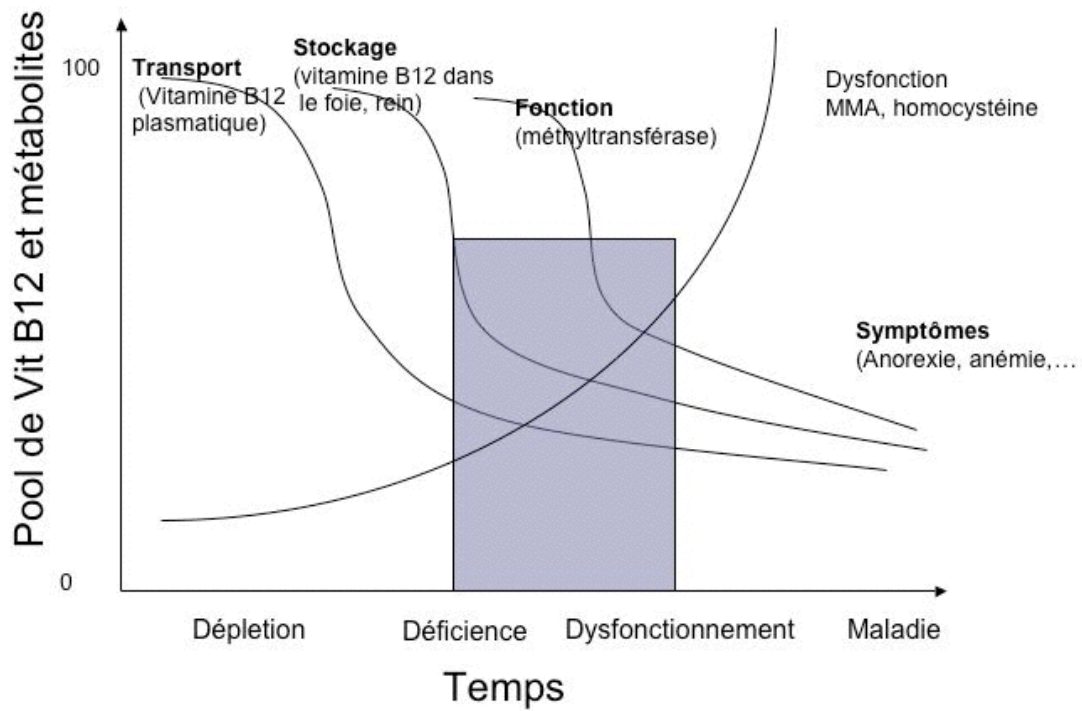 Pool de Vit B12 et métabolites
100
0
Transport
(Vitamine B12
plasmatique)
Stockage
(vitamine B12 dans
le foie, rein)
Fonction
(méthyltransférase)
Dysfonction
MMA, homocystéine
Symptômes
(Anorexie, anémie,…
Dépletion
Déficience
Dysfonctionnement
Maladie
Temps